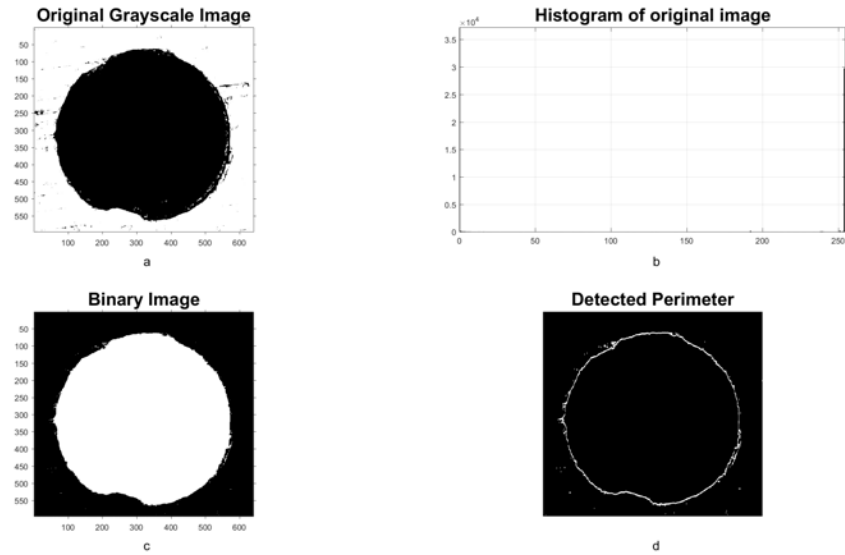 Original Grayscale Image
50
100
150
200
250
300
350
400
450
500
550
100 200 300 400 500 600
a
Histogram of original image
×10⁴
3.5
3
2.5
2
1.5
1
0.5
0
0 50 100 150 200 250
b
Binary Image
50
100
150
200
250
300
350
400
450
500
550
100 200 300 400 500 600
c
Detected Perimeter
d